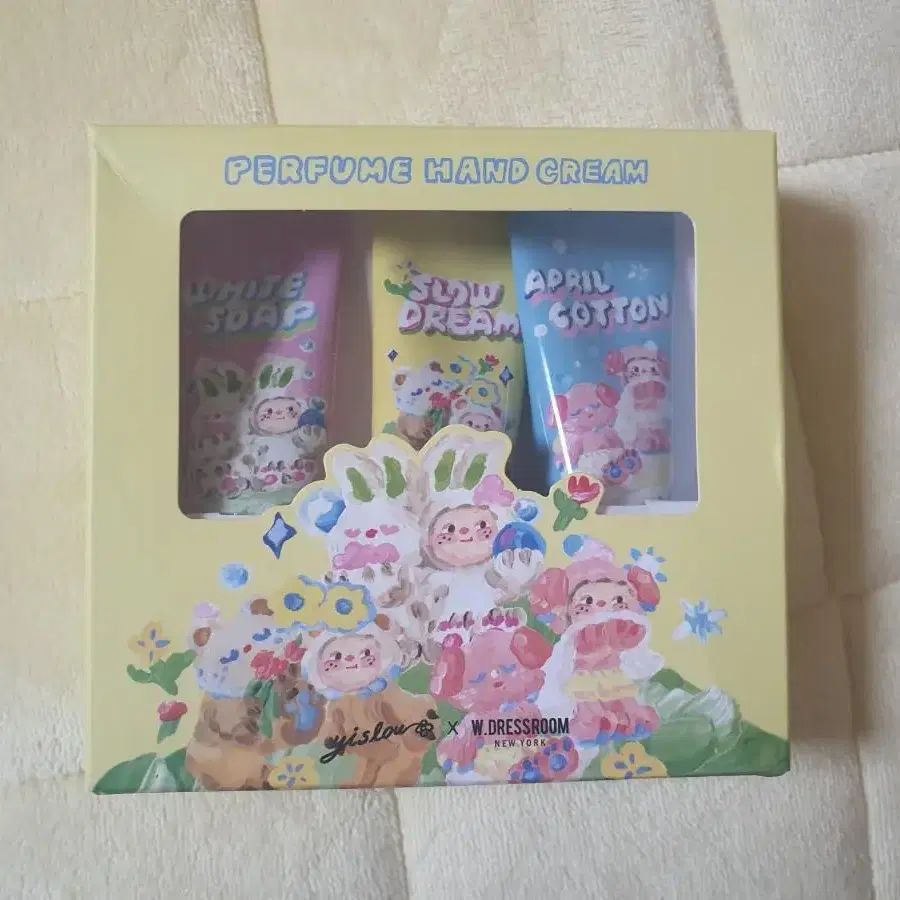 PERFUME HAND CREAM
WHITE
SOAP
SLOW
DREAM
APRIL
COTTON
yislow X W.DRESSROOM
NEW YORK